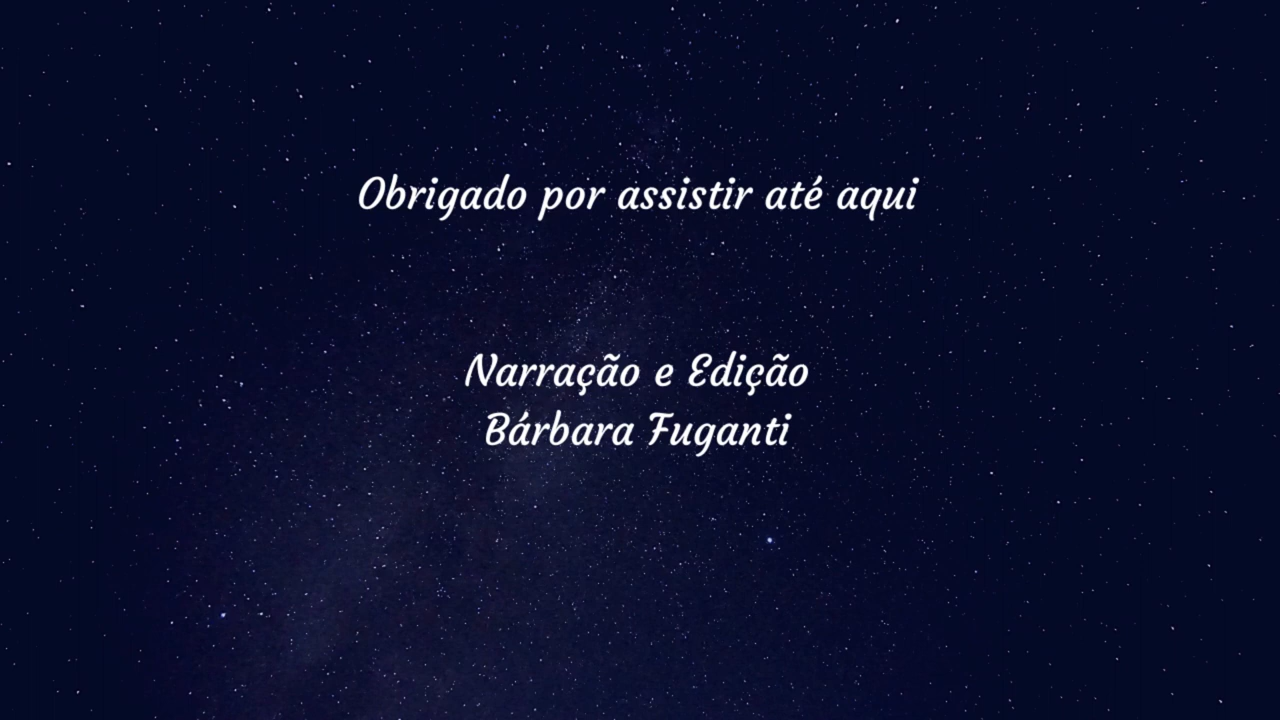 Obrigado por assistir até aqui
Narração e Edição
Bárbara Fuganti